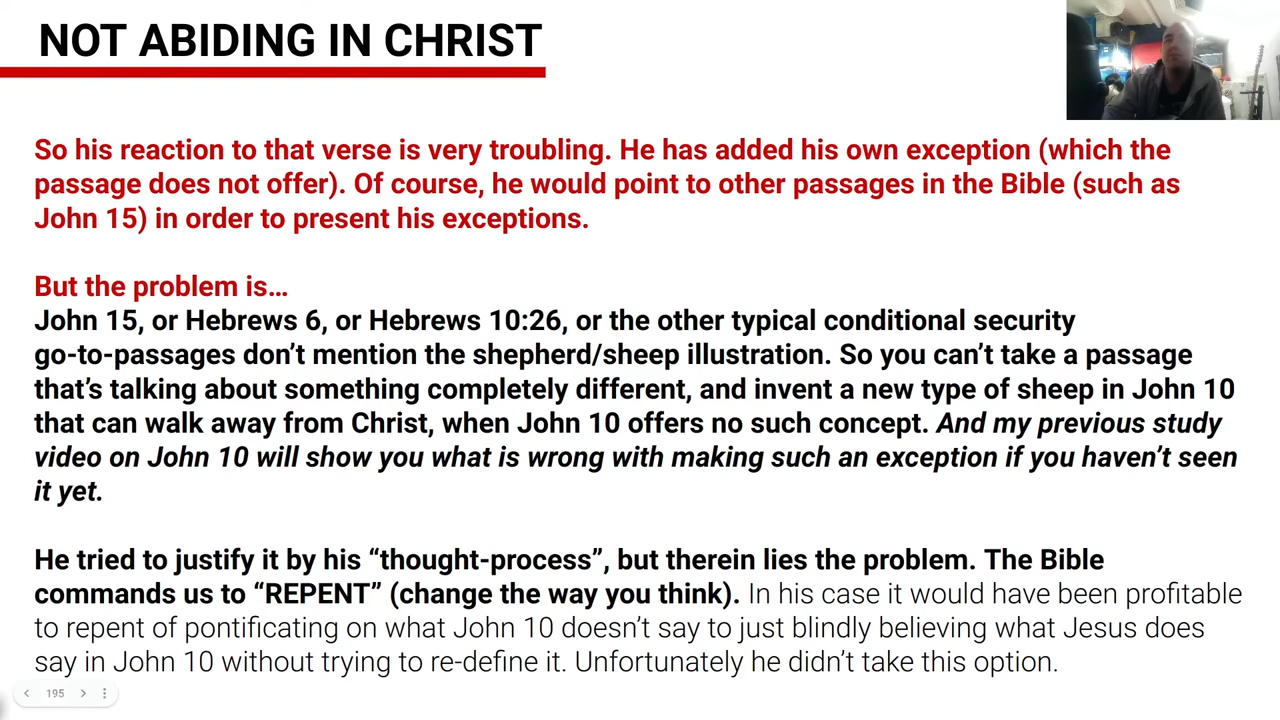 NOT ABIDING IN CHRIST
So his reaction to that verse is very troubling. He has added his own exception (which the
passage does not offer). Of course, he would point to other passages in the Bible (such as
John 15) in order to present his exceptions.
But the problem is…
John 15, or Hebrews 6, or Hebrews 10:26, or the other typical conditional security
go-to-passages don’t mention the shepherd/sheep illustration. So you can’t take a passage
that’s talking about something completely different, and invent a new type of sheep in John 10
that can walk away from Christ, when John 10 offers no such concept. And my previous study
video on John 10 will show you what is wrong with making such an exception if you haven’t seen
it yet.
He tried to justify it by his “thought-process”, but therein lies the problem. The Bible
commands us to “REPENT” (change the way you think). In his case it would have been profitable
to repent of pontificating on what John 10 doesn’t say to just blindly believing what Jesus does
say in John 10 without trying to re-define it. Unfortunately he didn’t take this option.
195